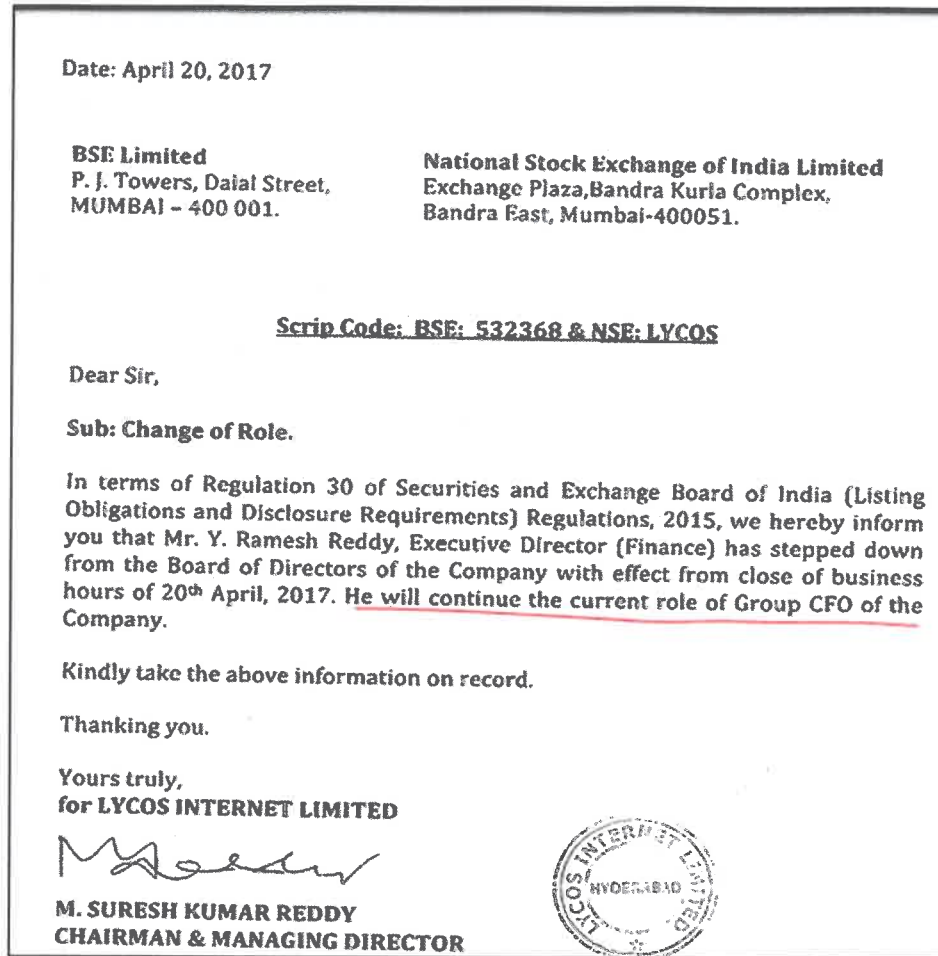 Date: April 20, 2017
BSE Limited
P. J. Towers, Dalal Street,
MUMBAI – 400 001.
National Stock Exchange of India Limited
Exchange Plaza,Bandra Kurla Complex,
Bandra East, Mumbai-400051.
Scrip Code: BSE: 532368 & NSE: LYCOS
Dear Sir,
Sub: Change of Role.
In terms of Regulation 30 of Securities and Exchange Board of India (Listing
Obligations and Disclosure Requirements) Regulations, 2015, we hereby inform
you that Mr. Y. Ramesh Reddy, Executive Director (Finance) has stepped down
from the Board of Directors of the Company with effect from close of business
hours of 20th April, 2017. He will continue the current role of Group CFO of the
Company.
Kindly take the above information on record.
Thanking you.
Yours truly,
for LYCOS INTERNET LIMITED
M. SURESH KUMAR REDDY
CHAIRMAN & MANAGING DIRECTOR
LYCOS INTERNET LIMITED
HYDERABAD